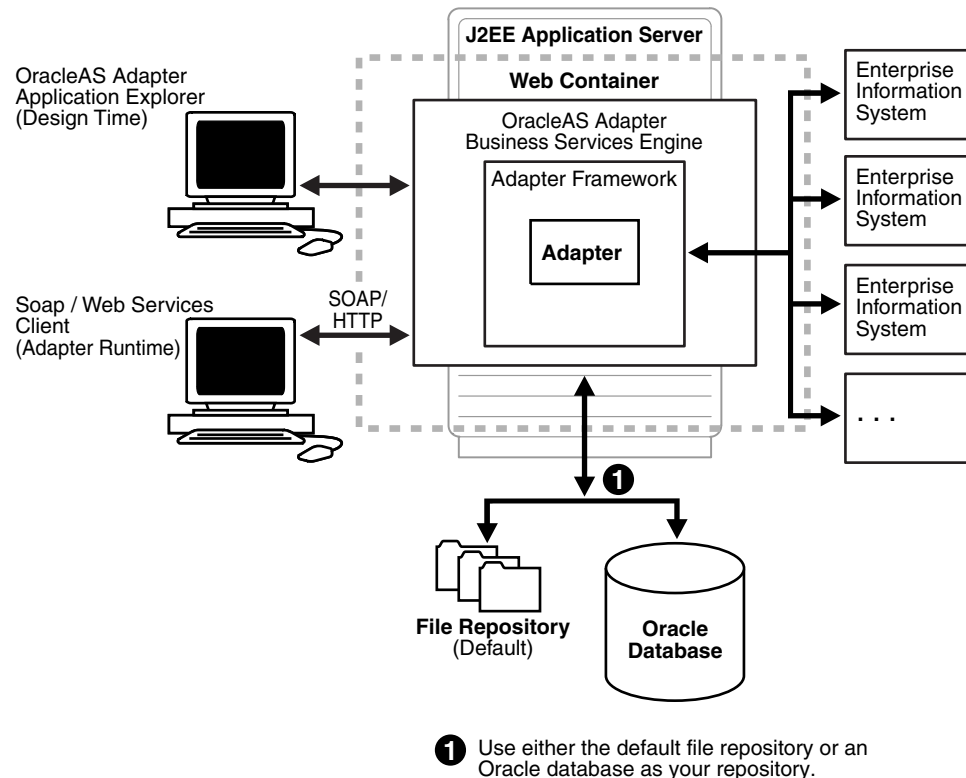 J2EE Application Server
Web Container
OracleAS Adapter
Application Explorer
(Design Time)
OracleAS Adapter
Business Services Engine
Adapter Framework
Adapter
Soap / Web Services
Client
(Adapter Runtime)
SOAP/
HTTP
Enterprise
Information
System
Enterprise
Information
System
Enterprise
Information
System
. . .
1
File Repository
(Default)
Oracle
Database
1 Use either the default file repository or an
Oracle database as your repository.